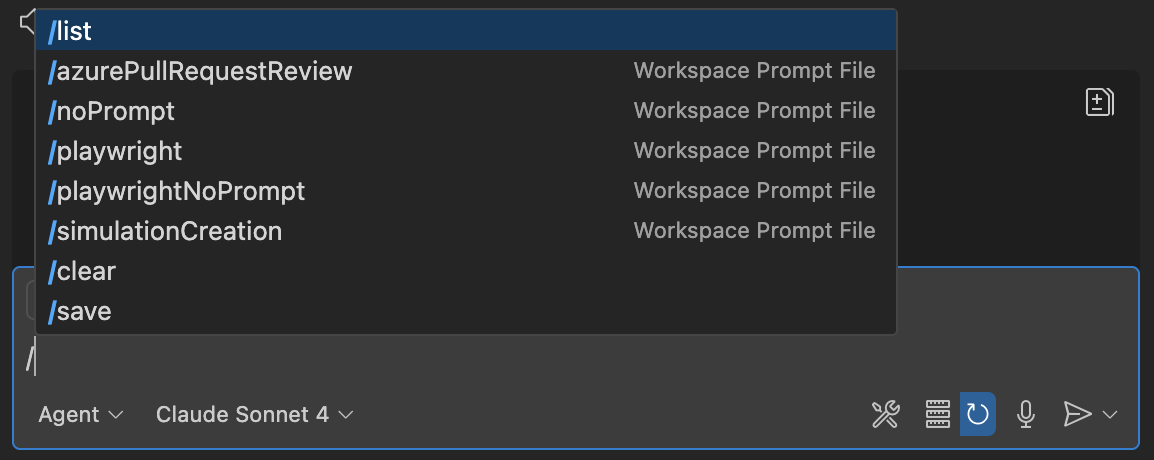 /list
/azurePullRequestReview Workspace Prompt File
/noPrompt Workspace Prompt File
/playwright Workspace Prompt File
/playwrightNoPrompt Workspace Prompt File
/simulationCreation Workspace Prompt File
/clear
/save
/
Agent Claude Sonnet 4